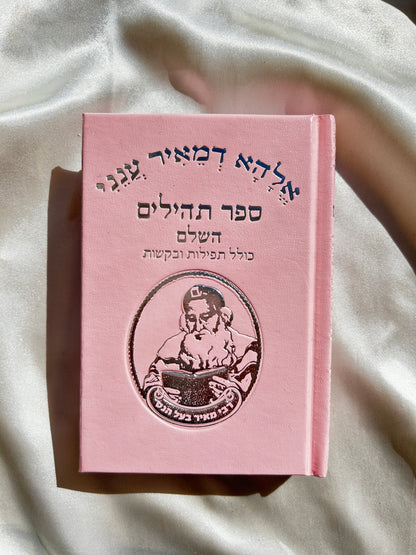 אֱלָהָא דְמֵאִיר עֲנֵנִי
ספר תהילים
השלם
כולל תפילות ובקשות
רבי מאיר בעל הנס